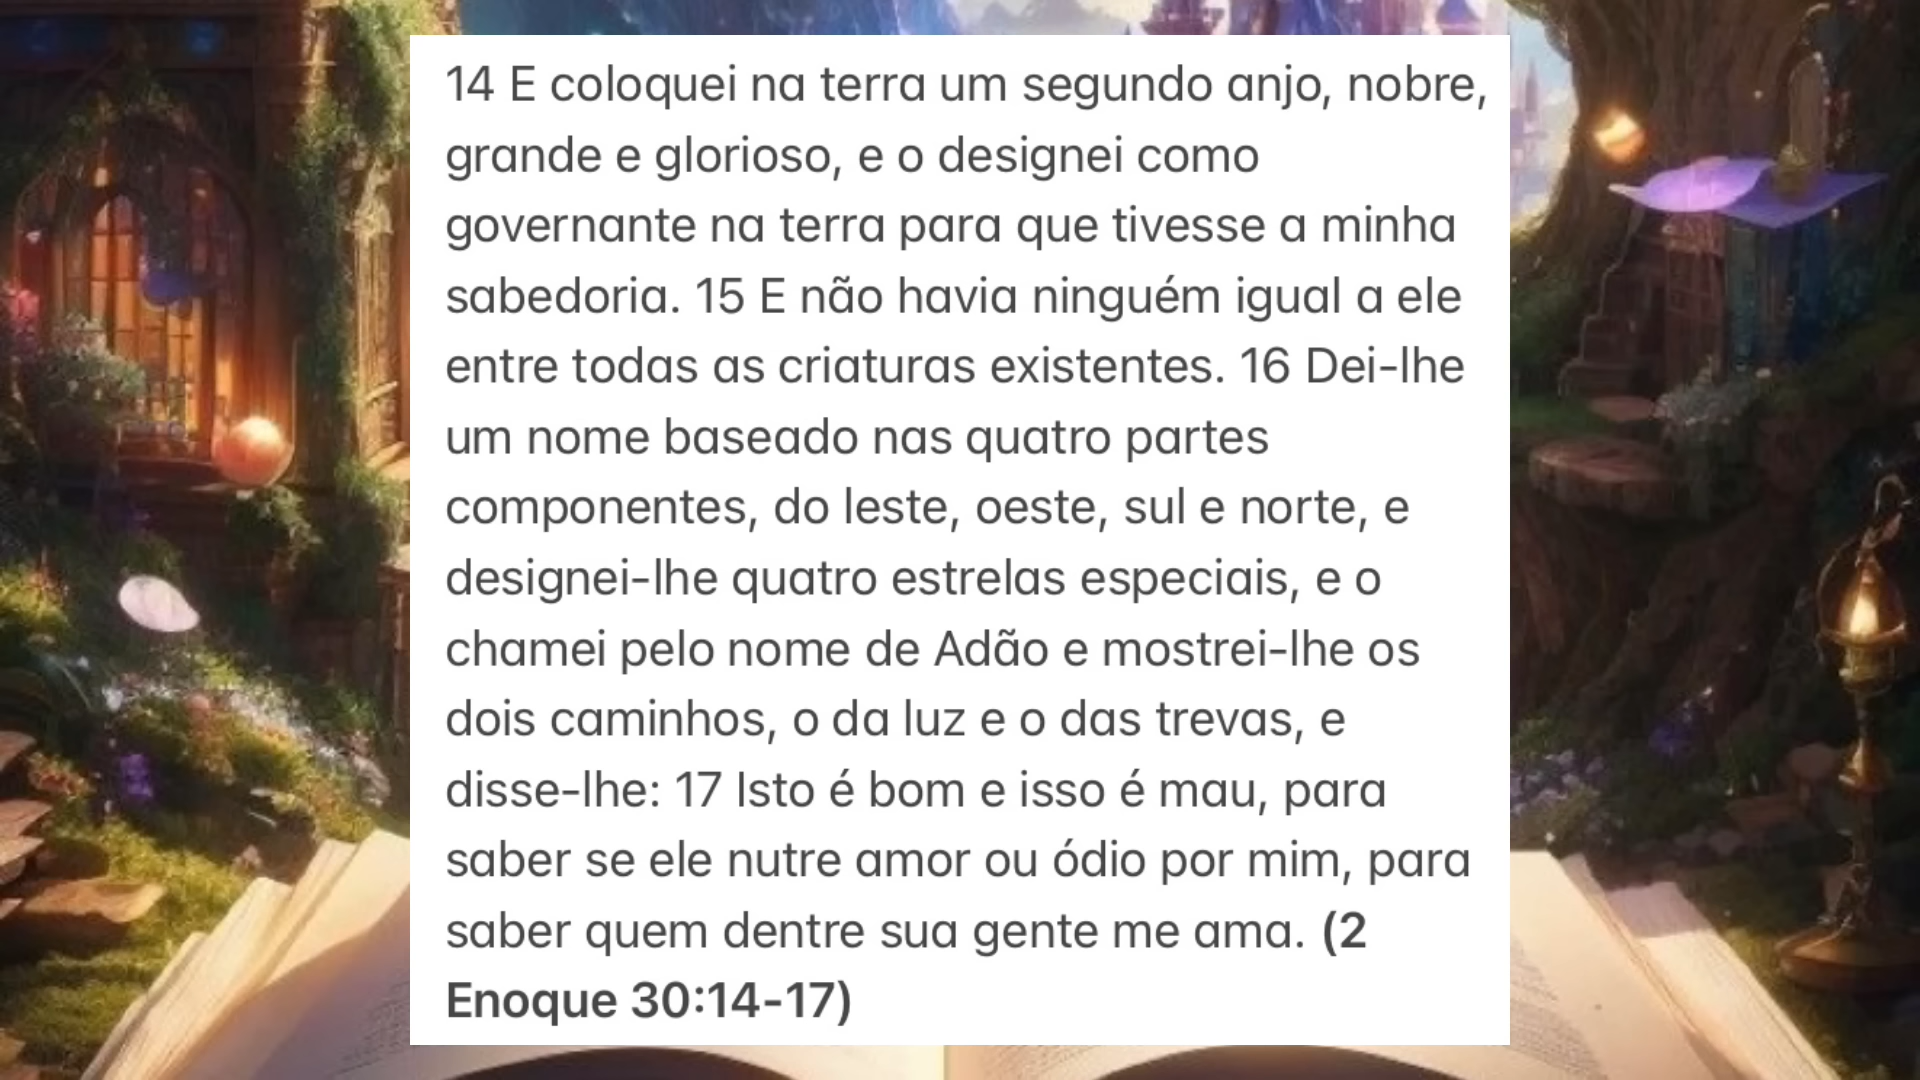 14 E coloquei na terra um segundo anjo, nobre,
grande e glorioso, e o designei como
governante na terra para que tivesse a minha
sabedoria. 15 E não havia ninguém igual a ele
entre todas as criaturas existentes. 16 Dei-lhe
um nome baseado nas quatro partes
componentes, do leste, oeste, sul e norte, e
designei-lhe quatro estrelas especiais, e o
chamei pelo nome de Adão e mostrei-lhe os
dois caminhos, o da luz e o das trevas, e
disse-lhe: 17 Isto é bom e isso é mau, para
saber se ele nutre amor ou ódio por mim, para
saber quem dentre sua gente me ama. (2
Enoque 30:14-17)